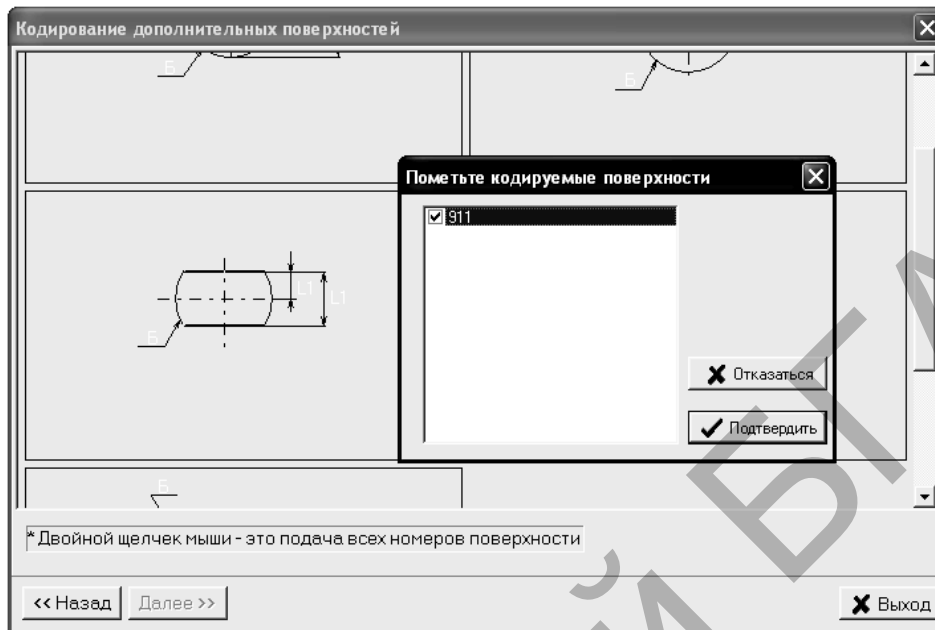 Кодирование дополнительных поверхностей
Б
Б
Пометьте кодируемые поверхности
911
L1
L1
Б
Отказаться
Подтвердить
Б
* Двойной щелчек мыши - это подача всех номеров поверхности
<< Назад
Далее >>
Выход
Й БГА